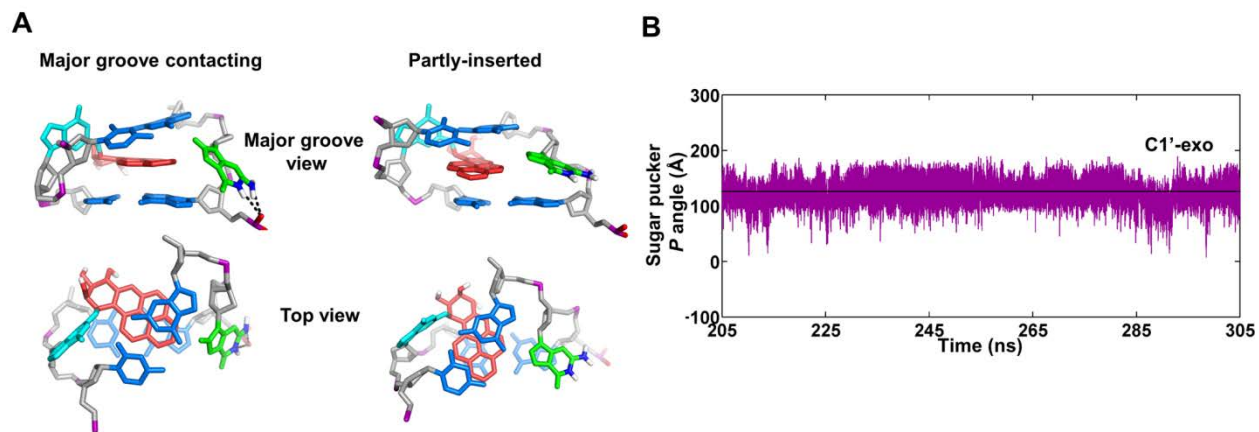 A
Major groove contacting
Partly-inserted
Major groove
view
Top view
B
Sugar pucker
P angle (Å)
300
200
100
0
-100
C1'-exo
205
225
245
265
285
305
Time (ns)